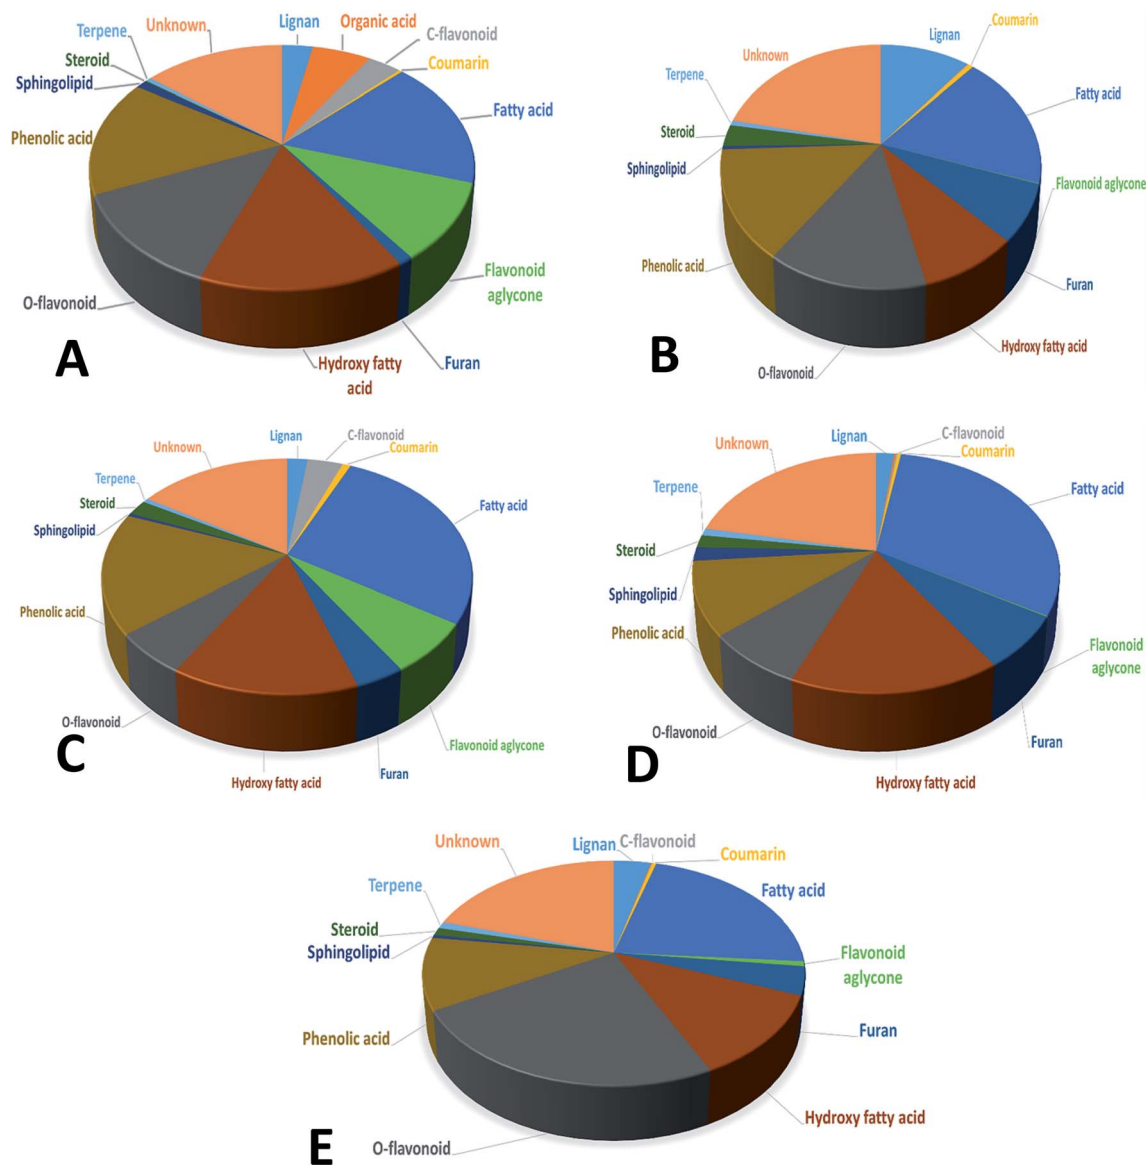 Lignan
Organic acid
C-flavonoid
Coumarin
Fatty acid
Flavonoid
aglycone
Furan
Hydroxy fatty
acid
O-flavonoid
Phenolic acid
Sphingolipid
Steroid
Terpene
Unknown
A
Lignan
Coumarin
Fatty acid
Flavonoid aglycone
Furan
Hydroxy fatty acid
O-flavonoid
Phenolic acid
Sphingolipid
Steroid
Terpene
Unknown
B
Lignan
C-flavonoid
Coumarin
Fatty acid
Flavonoid aglycone
Furan
Hydroxy fatty acid
O-flavonoid
Phenolic acid
Sphingolipid
Steroid
Terpene
Unknown
C
Lignan
C-flavonoid
Coumarin
Fatty acid
Flavonoid
aglycone
Furan
Hydroxy fatty acid
O-flavonoid
Phenolic acid
Sphingolipid
Steroid
Terpene
Unknown
D
Lignan
C-flavonoid
Coumarin
Fatty acid
Flavonoid
aglycone
Furan
Hydroxy fatty acid
O-flavonoid
Phenolic acid
Sphingolipid
Steroid
Terpene
Unknown
E